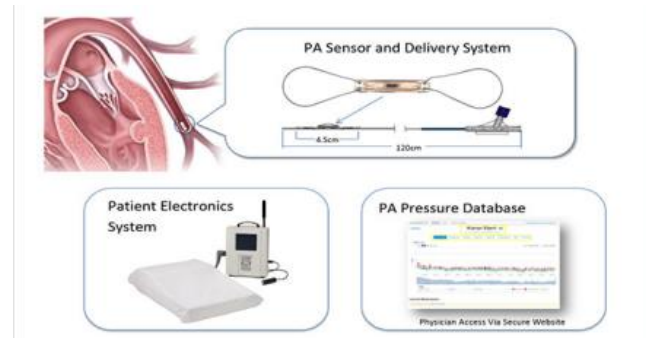 PA Sensor and Delivery System
4.5cm
120cm
Patient Electronics
System
PA Pressure Database
Physician Access Via Secure Website